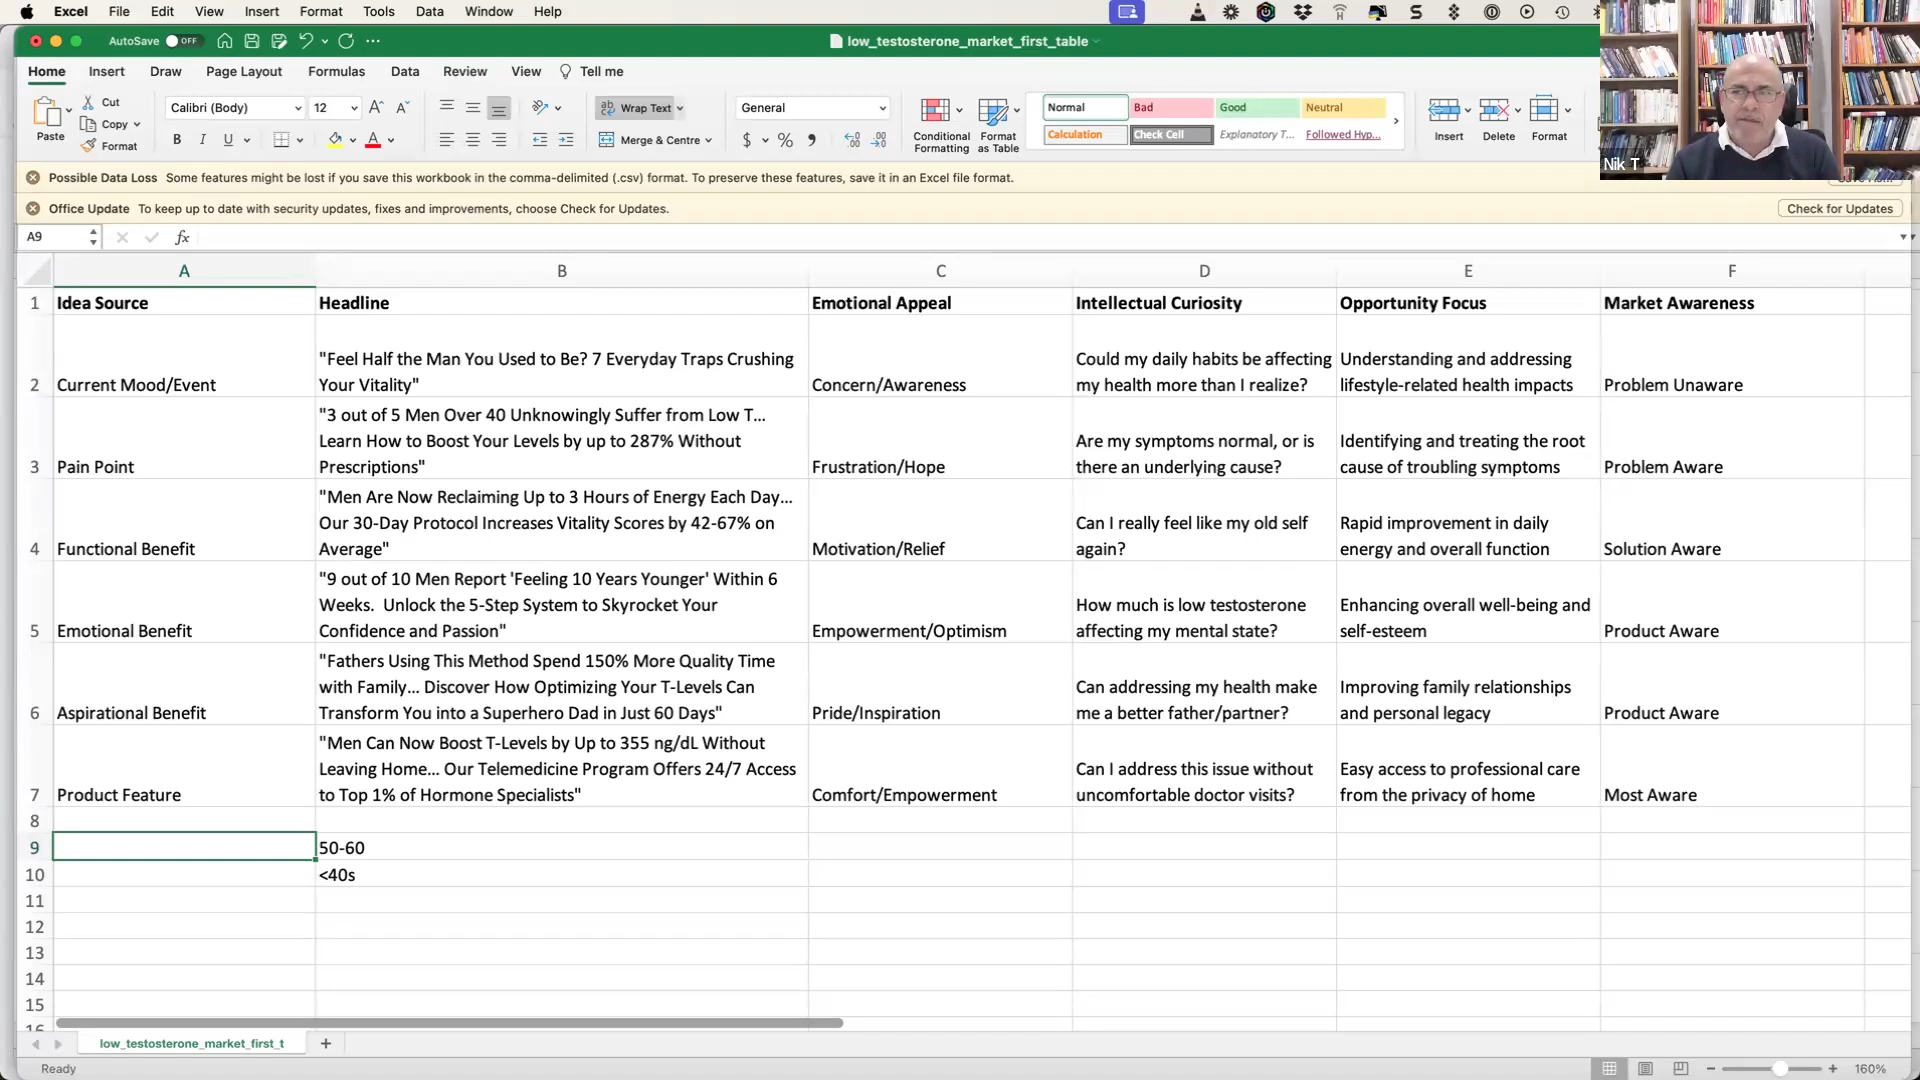 Excel File Edit View Insert Format Tools Data Window Help
AutoSave OFF low_testosterone_market_first_table
Home Insert Draw Page Layout Formulas Data Review View Tell me
Paste Cut Copy Format
Calibri (Body) 12
B I U
Wrap Text
Merge & Centre
General
$ %
Conditional Formatting
Format as Table
Normal Bad Good Neutral
Calculation Check Cell Explanatory T... Followed Hyp...
Insert Delete Format
Nik T
Possible Data Loss Some features might be lost if you save this workbook in the comma-delimited (.csv) format. To preserve these features, save it in an Excel file format.
Office Update To keep up to date with security updates, fixes and improvements, choose Check for Updates.
Check for Updates
A9 fx
A B C D E F
1 Idea Source Headline Emotional Appeal Intellectual Curiosity Opportunity Focus Market Awareness
"Feel Half the Man You Used to Be? 7 Everyday Traps Crushing Could my daily habits be affecting Understanding and addressing
2 Current Mood/Event Your Vitality" Concern/Awareness my health more than I realize? lifestyle-related health impacts Problem Unaware
"3 out of 5 Men Over 40 Unknowingly Suffer from Low T...
Learn How to Boost Your Levels by up to 287% Without Are my symptoms normal, or is Identifying and treating the root
3 Pain Point Prescriptions" Frustration/Hope there an underlying cause? cause of troubling symptoms Problem Aware
"Men Are Now Reclaiming Up to 3 Hours of Energy Each Day...
Our 30-Day Protocol Increases Vitality Scores by 42-67% on Can I really feel like my old self Rapid improvement in daily
4 Functional Benefit Average" Motivation/Relief again? energy and overall function Solution Aware
"9 out of 10 Men Report 'Feeling 10 Years Younger' Within 6
Weeks. Unlock the 5-Step System to Skyrocket Your How much is low testosterone Enhancing overall well-being and
5 Emotional Benefit Confidence and Passion" Empowerment/Optimism affecting my mental state? self-esteem Product Aware
"Fathers Using This Method Spend 150% More Quality Time
with Family... Discover How Optimizing Your T-Levels Can Can addressing my health make Improving family relationships
6 Aspirational Benefit Transform You into a Superhero Dad in Just 60 Days" Pride/Inspiration me a better father/partner? and personal legacy Product Aware
"Men Can Now Boost T-Levels by Up to 355 ng/dL Without
Leaving Home... Our Telemedicine Program Offers 24/7 Access Can I address this issue without Easy access to professional care
7 Product Feature to Top 1% of Hormone Specialists" Comfort/Empowerment uncomfortable doctor visits? from the privacy of home Most Aware
8
9 50-60
10 <40s
11
12
13
14
15
16
low_testosterone_market_first_t
Ready 160%